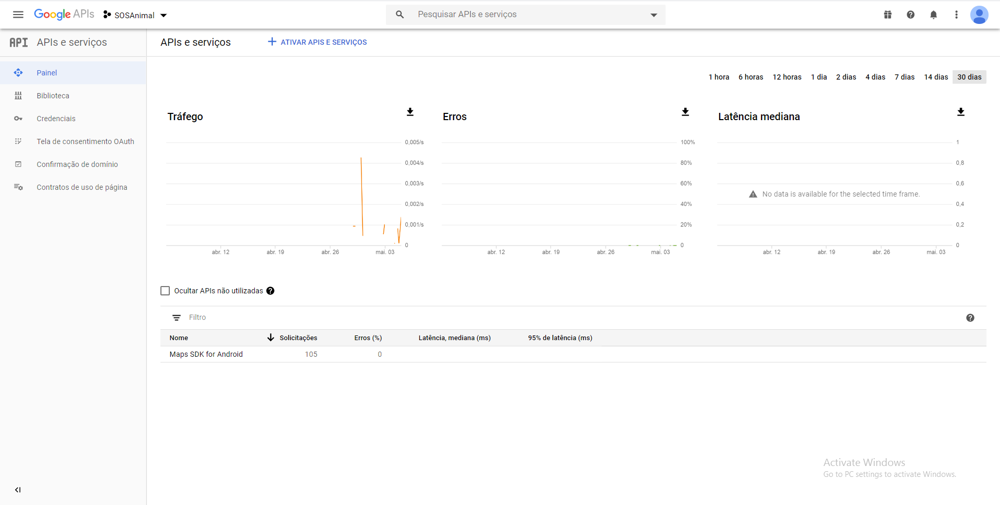 Google APIs
SOSAnimal
Pesquisar APIs e serviços
API APIs e serviços
APIs e serviços
ATIVAR APIS E SERVIÇOS
Painel
Biblioteca
Credenciais
Tela de consentimento OAuth
Confirmação de domínio
Contratos de uso de página
1 hora 6 horas 12 horas 1 dia 2 dias 4 dias 7 dias 14 dias 30 dias
Tráfego
0,005/s
0,004/s
0,003/s
0,002/s
0,001/s
0
abr. 12 abr. 19 abr. 26 mai. 03
Erros
100%
80%
60%
40%
20%
0
abr. 12 abr. 19 abr. 26 mai. 03
Latência mediana
1
0,8
0,6
No data is available for the selected time frame.
0,4
0,2
0
abr. 12 abr. 19 abr. 26 mai. 03
Ocultar APIs não utilizadas
Filtro
Nome Solicitações Erros (%) Latência, mediana (ms) 95% de latência (ms)
Maps SDK for Android 105 0
Activate Windows
Go to PC settings to activate Windows.